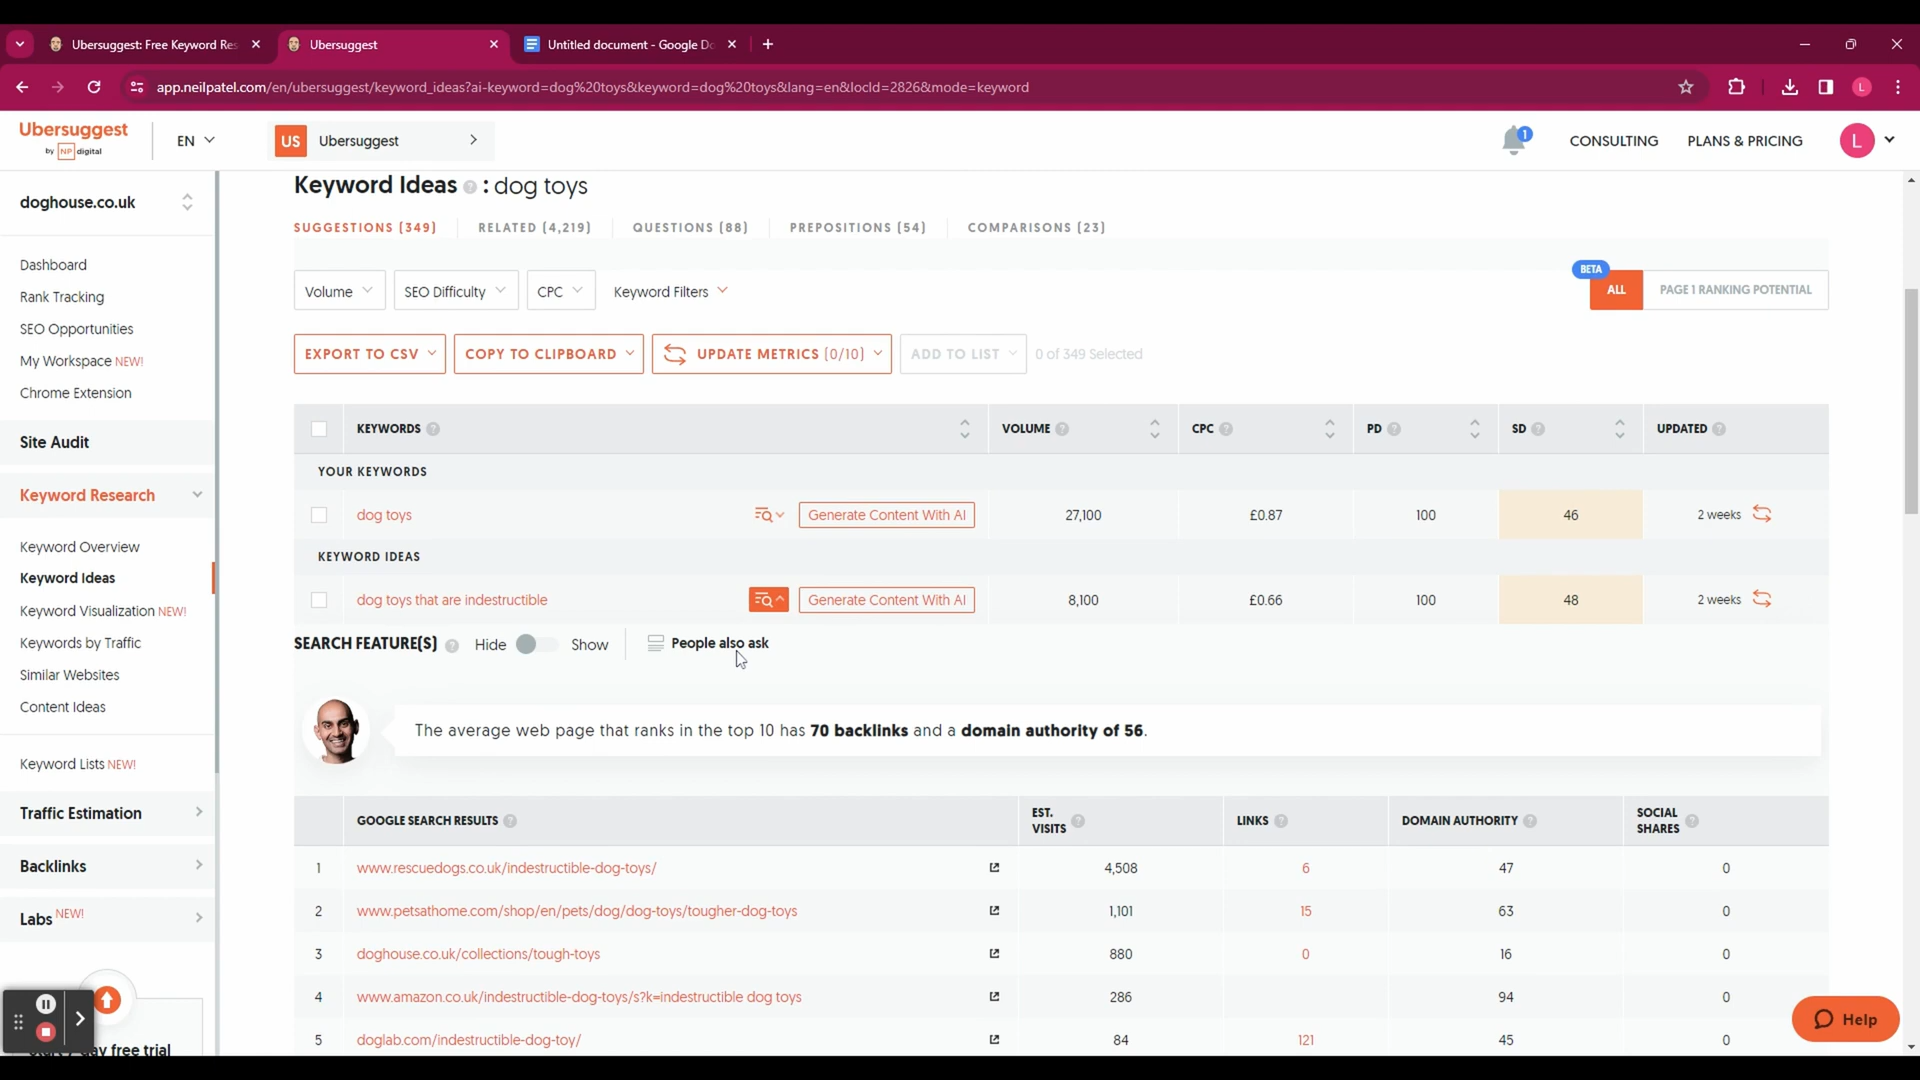 Ubersuggest: Free Keyword Re
Ubersuggest
Untitled document - Google Do
app.neilpatel.com/en/ubersuggest/keyword_ideas?ai-keyword=dog%20toys&keyword=dog%20toys&lang=en&locId=2826&mode=keyword
L
Ubersuggest
by NP digital
EN
US Ubersuggest
1
CONSULTING
PLANS & PRICING
L
doghouse.co.uk
Dashboard
Rank Tracking
SEO Opportunities
My Workspace NEW!
Chrome Extension
Site Audit
Keyword Research
Keyword Overview
Keyword Ideas
Keyword Visualization NEW!
Keywords by Traffic
Similar Websites
Content Ideas
Keyword Lists NEW!
Traffic Estimation
Backlinks
Labs NEW!
day free trial
Keyword Ideas ? : dog toys
SUGGESTIONS (349)
RELATED (4,219)
QUESTIONS (88)
PREPOSITIONS (54)
COMPARISONS (23)
Volume
SEO Difficulty
CPC
Keyword Filters
BETA
ALL
PAGE 1 RANKING POTENTIAL
EXPORT TO CSV
COPY TO CLIPBOARD
UPDATE METRICS (0/10)
ADD TO LIST
0 of 349 Selected
KEYWORDS ? VOLUME ? CPC ? PD ? SD ? UPDATED ?
YOUR KEYWORDS
dog toys Generate Content With AI 27,100 £0.87 100 46 2 weeks
KEYWORD IDEAS
dog toys that are indestructible Generate Content With AI 8,100 £0.66 100 48 2 weeks
SEARCH FEATURE(S) ? Hide Show People also ask
The average web page that ranks in the top 10 has 70 backlinks and a domain authority of 56.
GOOGLE SEARCH RESULTS ? EST. VISITS ? LINKS ? DOMAIN AUTHORITY ? SOCIAL SHARES ?
1 www.rescuedogs.co.uk/indestructible-dog-toys/ 4,508 6 47 0
2 www.petsathome.com/shop/en/pets/dog/dog-toys/tougher-dog-toys 1,101 15 63 0
3 doghouse.co.uk/collections/tough-toys 880 0 16 0
4 www.amazon.co.uk/indestructible-dog-toys/s?k=indestructible dog toys 286 94 0
5 doglab.com/indestructible-dog-toy/ 84 121 45 0
Help